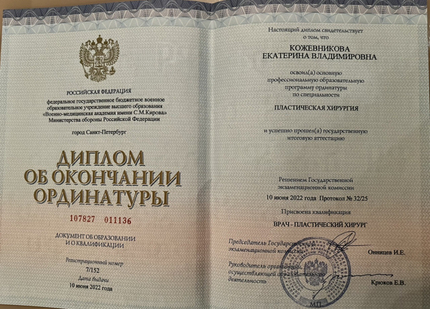 РОССИЙСКАЯ ФЕДЕРАЦИЯ
федеральное государственное бюджетное военное
образовательное учреждение высшего образования
«Военно-медицинская академия имени С.М.Кирова»
Министерства обороны Российской Федерации
город Санкт-Петербург
ДИПЛОМ
ОБ ОКОНЧАНИИ
ОРДИНАТУРЫ
107827 011136
ДОКУМЕНТ ОБ ОБРАЗОВАНИИ
И О КВАЛИФИКАЦИИ
Регистрационный номер
7/152
Дата выдачи
10 июня 2022 года
Настоящий диплом свидетельствует
о том, что
КОЖЕВНИКОВА
ЕКАТЕРИНА ВЛАДИМИРОВНА
освоил(а) основную
профессиональную образовательную
программу ординатуры
по специальности
ПЛАСТИЧЕСКАЯ ХИРУРГИЯ
и успешно прошел(а) государственную
итоговую аттестацию
Решением Государственной
экзаменационной комиссии
10 июня 2022 года Протокол № 32/25
Присвоена квалификация
ВРАЧ - ПЛАСТИЧЕСКИЙ ХИРУРГ
Председатель Государственной
экзаменационной комиссии
Онницев И.Е.
Руководитель организации,
осуществляющей образовательную
деятельность
Крюков Е.В.
М.П.